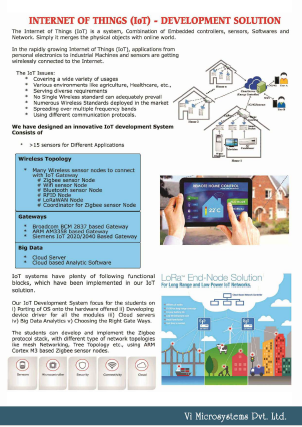 INTERNET OF THINGS (IoT) - DEVELOPMENT SOLUTION
The Internet of Things (IoT) is a system, Combination of Embedded controllers, sensors, Softwares and
Network. Simply it merges the physical objects with online world.
In the rapidly growing Internet of Things (IoT), applications from
personal electronics to industrial Machines and sensors are getting
wirelessly connected to the Internet.
The IoT Issues:
* Covering a wide variety of usages
* Various environments like agriculture, Healthcare, etc.,
* Serving diverse requirements
* No Single Wireless standard can adequately prevail
* Numerous Wireless Standards deployed in the market
* Spreading over multiple frequency bands
* Using different communication protocols.
We have designed an innovative IoT development System
Consists of
* ≥15 sensors for Different Applications
Wireless Topology
* Many Wireless sensor nodes to connect
with IoT Gateway
# Zigbee sensor Node
# Wifi sensor Node
# Bluetooth sensor Node
# RFID Node
# LoRaWAN Node
# Coordinator for Zigbee sensor Node
Gateways
* Broadcom BCM 2837 based Gateway
* ARM AM3358 based Gateway
* Siemens IoT 2020/2040 Based Gateway
Big Data
* Cloud Server
* Cloud based Analytic Software
REMOTE HOME CONTROL
22°C
IoT systems have plenty of following functional
blocks, which have been implemented in our IoT
solution.
Our IoT Development System focus for the students on
i) Porting of OS onto the hardware offered ii) Developing
device driver for all the modules iii) Cloud servers
iv) Big Data Analytics v) Choosing the Right Gate Ways.
The students can develop and implement the Zigbee
protocol stack, with different type of network topologies
like mesh Networking, Tree Topology etc., using ARM
Cortex M3 based Zigbee sensor nodes.
Sensors
Microcontroller
Security
Connectivity
Cloud
LoRa™ End-Node Solution
For Long Range and Low Power IoT Networks
Vi Microsystems Pvt. Ltd.